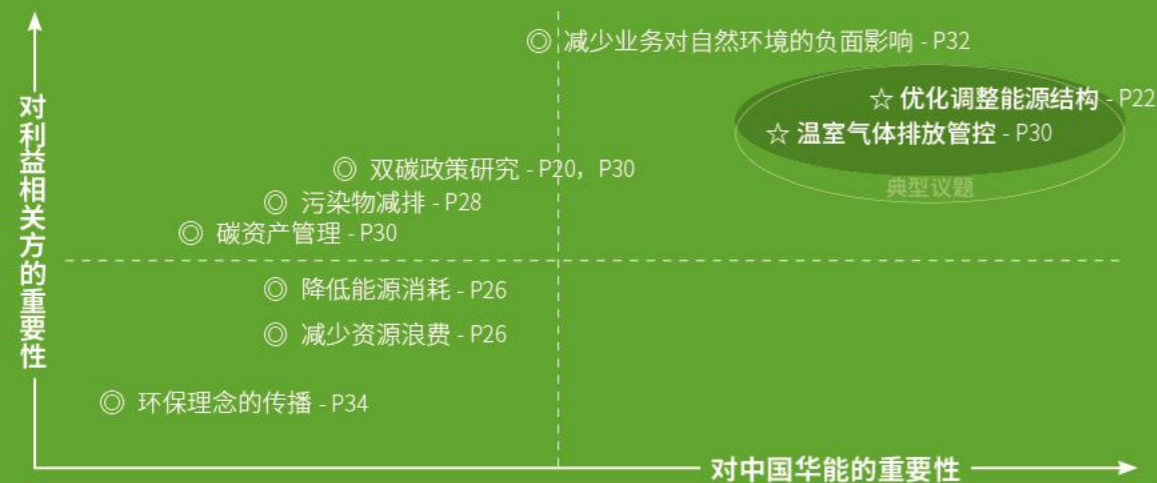 对利益相关方的重要性
◎ 减少业务对自然环境的负面影响 - P32
☆ 优化调整能源结构 - P22
☆ 温室气体排放管控 - P30
典型议题
◎ 双碳政策研究 - P20，P30
◎ 污染物减排 - P28
◎ 碳资产管理 - P30
◎ 降低能源消耗 - P26
◎ 减少资源浪费 - P26
◎ 环保理念的传播 - P34
对中国华能的重要性